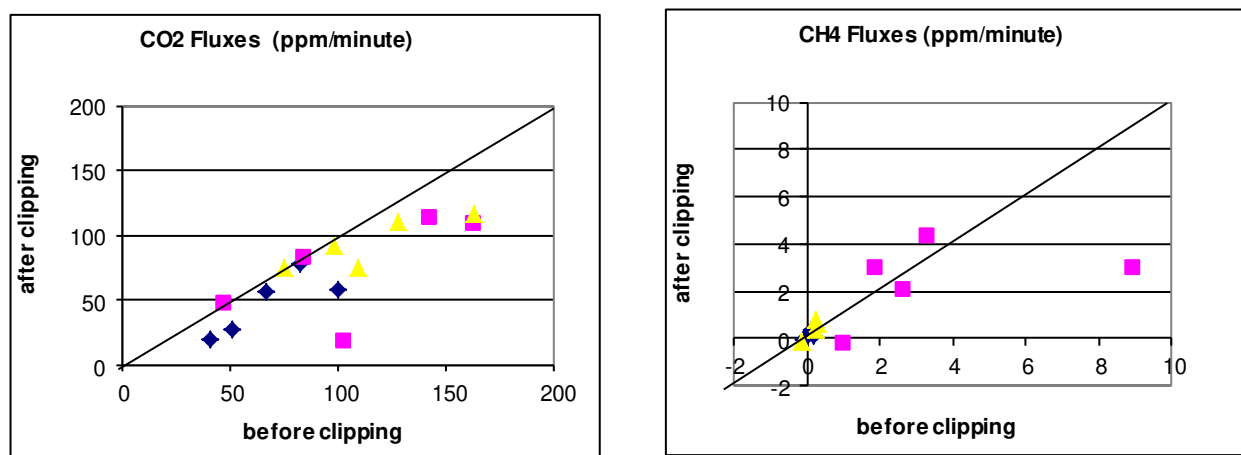 CO2 Fluxes (ppm/minute)
200
150
100
50
0
0 50 100 150 200
after clipping
before clipping
CH4 Fluxes (ppm/minute)
10
8
6
4
2
0
-2
-2 0 2 4 6 8 10
after clipping
before clipping